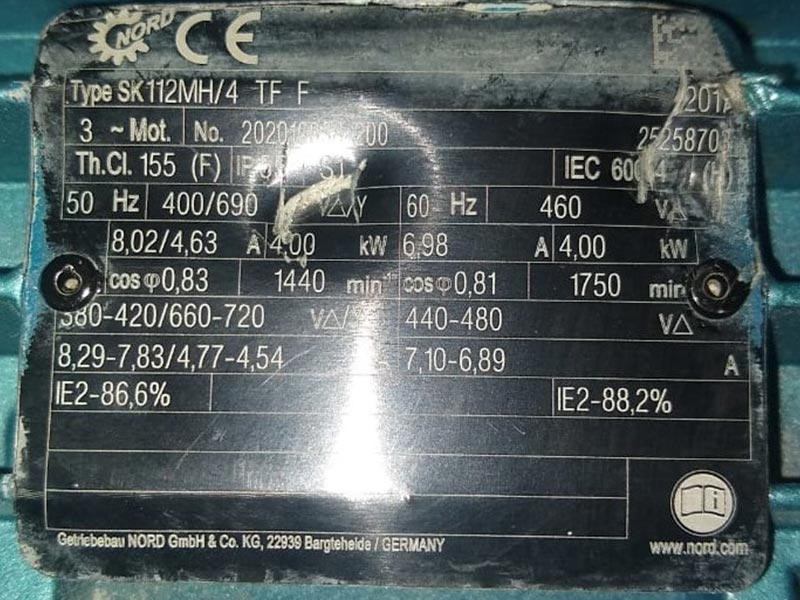 NORD CE
Type SK112MH/4 TF F
3 ~Mot. No.
Th.Cl. 155 (F) S1 IEC (H)
50 Hz 400/690 V△/Y 60 Hz 460 V△
8,02/4,63 A 4,00 kW 6,98 A 4,00 kW
cosφ0,83 1440 min cosφ0,81 1750 min
380-420/660-720 V△/ 440-480 V△
8,29-7,83/4,77-4,54 7,10-6,89 A
IE2-86,6% IE2-88,2%
Getriebebau NORD GmbH & Co. KG, 22939 Bargteheide / GERMANY
www.nord.com